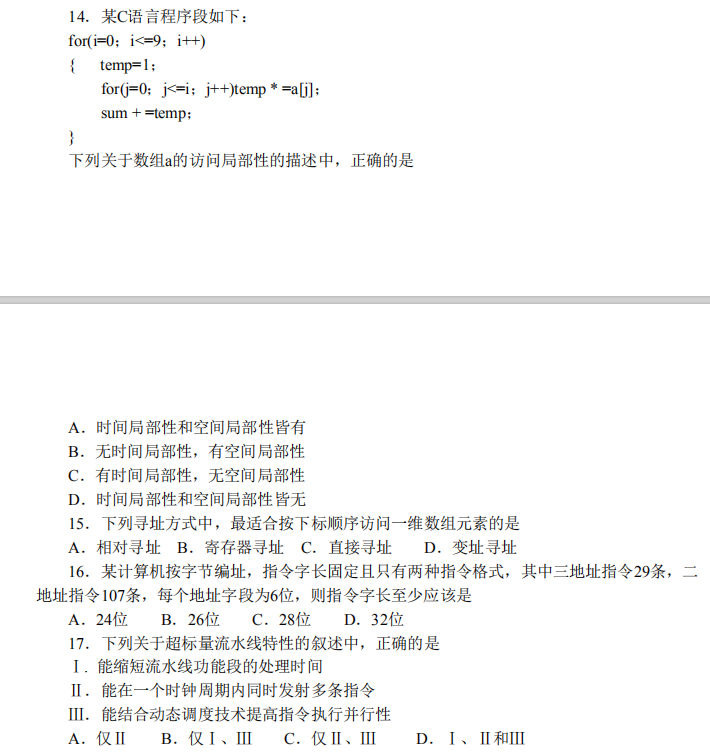 14．某C语言程序段如下：
for(i=0；i<=9；i++)
{ temp=1；
for(j=0；j<=i；j++)temp * =a[j]；
sum + =temp；
}
下列关于数组a的访问局部性的描述中，正确的是
A．时间局部性和空间局部性皆有
B．无时间局部性，有空间局部性
C．有时间局部性，无空间局部性
D．时间局部性和空间局部性皆无
15．下列寻址方式中，最适合按下标顺序访问一维数组元素的是
A．相对寻址 B．寄存器寻址 C．直接寻址 D．变址寻址
16．某计算机按字节编址，指令字长固定且只有两种指令格式，其中三地址指令29条，二
地址指令107条，每个地址字段为6位，则指令字长至少应该是
A．24位 B．26位 C．28位 D．32位
17．下列关于超标量流水线特性的叙述中，正确的是
Ⅰ．能缩短流水线功能段的处理时间
Ⅱ．能在一个时钟周期内同时发射多条指令
Ⅲ．能结合动态调度技术提高指令执行并行性
A．仅Ⅱ B．仅Ⅰ、Ⅲ C．仅Ⅱ、Ⅲ D．Ⅰ、Ⅱ和Ⅲ